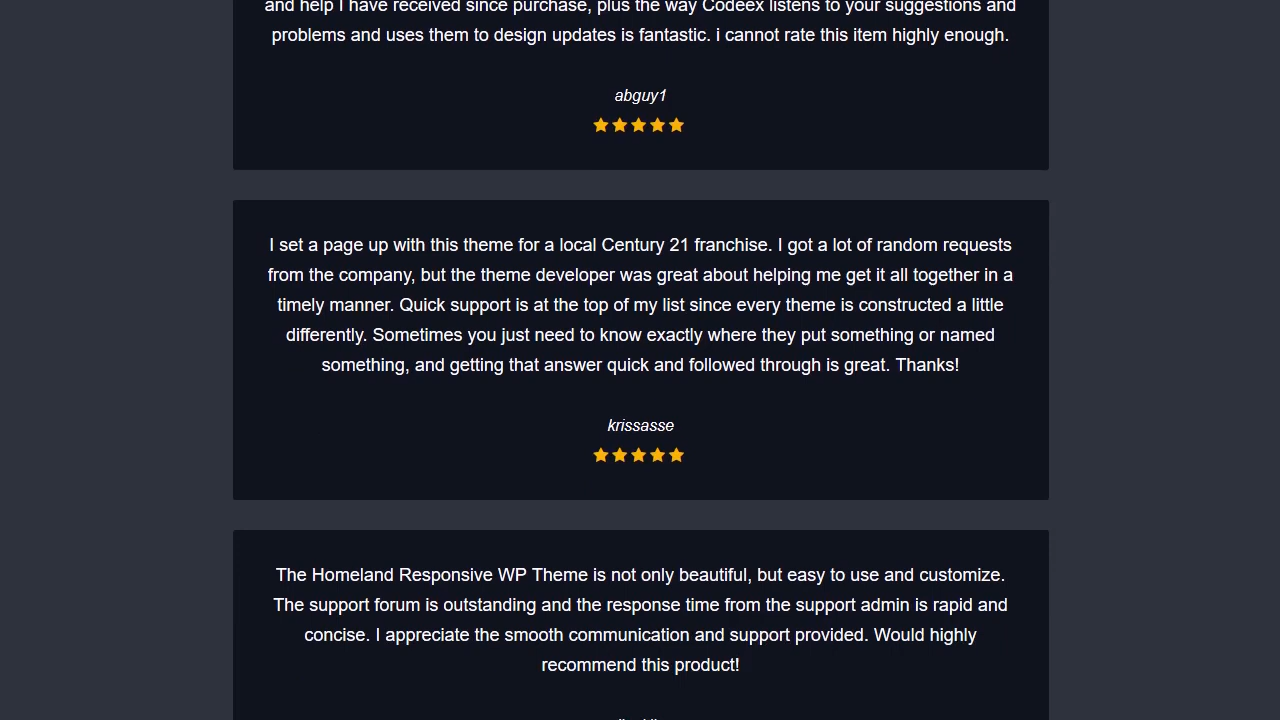 and help I have received since purchase, plus the way Codeex listens to your suggestions and
problems and uses them to design updates is fantastic. i cannot rate this item highly enough.
abguy1
I set a page up with this theme for a local Century 21 franchise. I got a lot of random requests
from the company, but the theme developer was great about helping me get it all together in a
timely manner. Quick support is at the top of my list since every theme is constructed a little
differently. Sometimes you just need to know exactly where they put something or named
something, and getting that answer quick and followed through is great. Thanks!
krissasse
The Homeland Responsive WP Theme is not only beautiful, but easy to use and customize.
The support forum is outstanding and the response time from the support admin is rapid and
concise. I appreciate the smooth communication and support provided. Would highly
recommend this product!